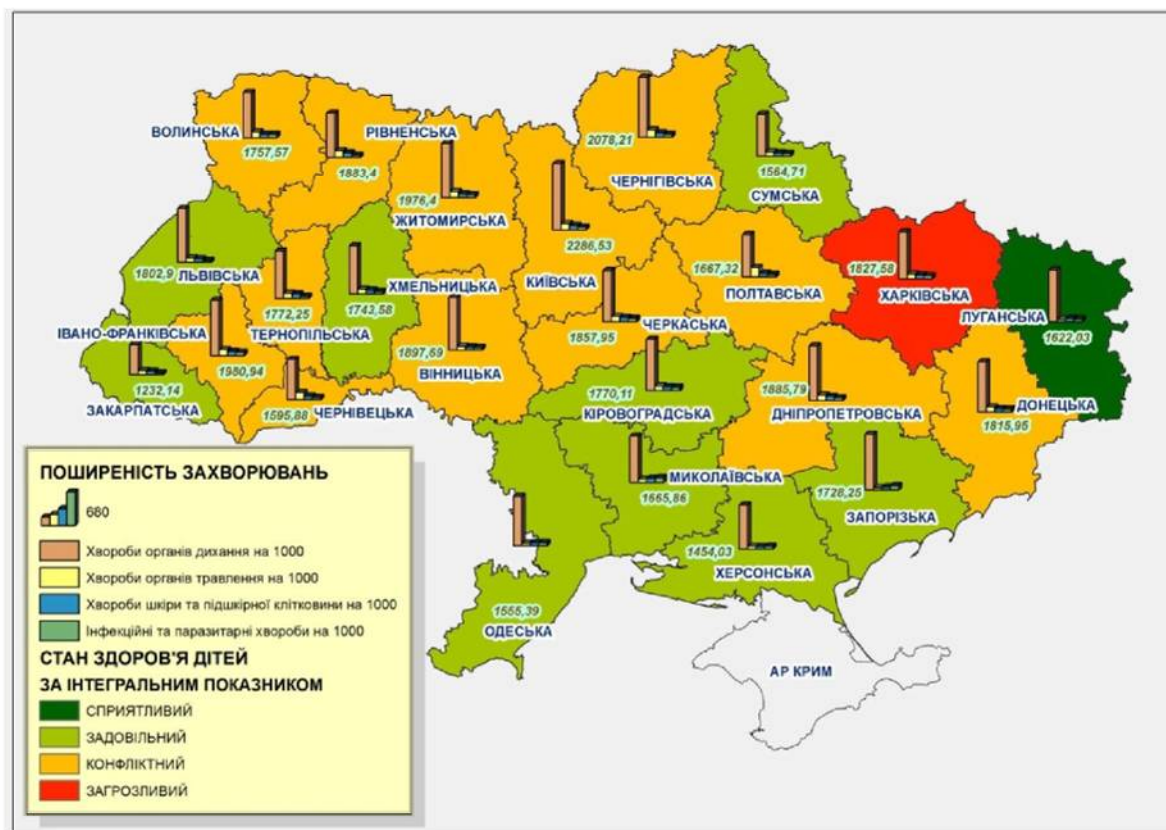 ВОЛИНСЬКА
1757,57
РІВНЕНСЬКА
1883,4
1976,4
ЖИТОМИРСЬКА
2078,21
ЧЕРНІГІВСЬКА
1564,71
СУМСЬКА
1802,9
ЛЬВІВСЬКА
1772,25
ТЕРНОПІЛЬСЬКА
1743,58
ХМЕЛЬНИЦЬКА
2286,53
КИЇВСЬКА
1667,32
ПОЛТАВСЬКА
1827,58
ХАРКІВСЬКА
ЛУГАНСЬКА
1622,03
ІВАНО-ФРАНКІВСЬКА
1980,94
1232,14
ЗАКАРПАТСЬКА
1595,88
ЧЕРНІВЕЦЬКА
1897,69
ВІННИЦЬКА
ЧЕРКАСЬКА
1857,95
1770,11
КІРОВОГРАДСЬКА
1885,79
ДНІПРОПЕТРОВСЬКА
ДОНЕЦЬКА
1815,95
МИКОЛАЇВСЬКА
1665,86
1728,25
ЗАПОРІЗЬКА
1454,03
ХЕРСОНСЬКА
1555,39
ОДЕСЬКА
АР КРИМ
ПОШИРЕНІСТЬ ЗАХВОРЮВАНЬ
680
Хвороби органів дихання на 1000
Хвороби органів травлення на 1000
Хвороби шкіри та підшкірної клітковини на 1000
Інфекційні та паразитарні хвороби на 1000
СТАН ЗДОРОВ'Я ДІТЕЙ
ЗА ІНТЕГРАЛЬНИМ ПОКАЗНИКОМ
СПРИЯТЛИВИЙ
ЗАДОВІЛЬНИЙ
КОНФЛІКТНИЙ
ЗАГРОЗЛИВИЙ